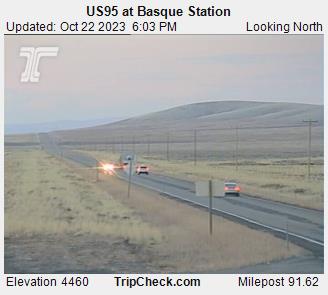 US95 at Basque Station
Updated: Oct 22 2023 6:03 PM Looking North
Elevation 4460 TripCheck.com Milepost 91.62